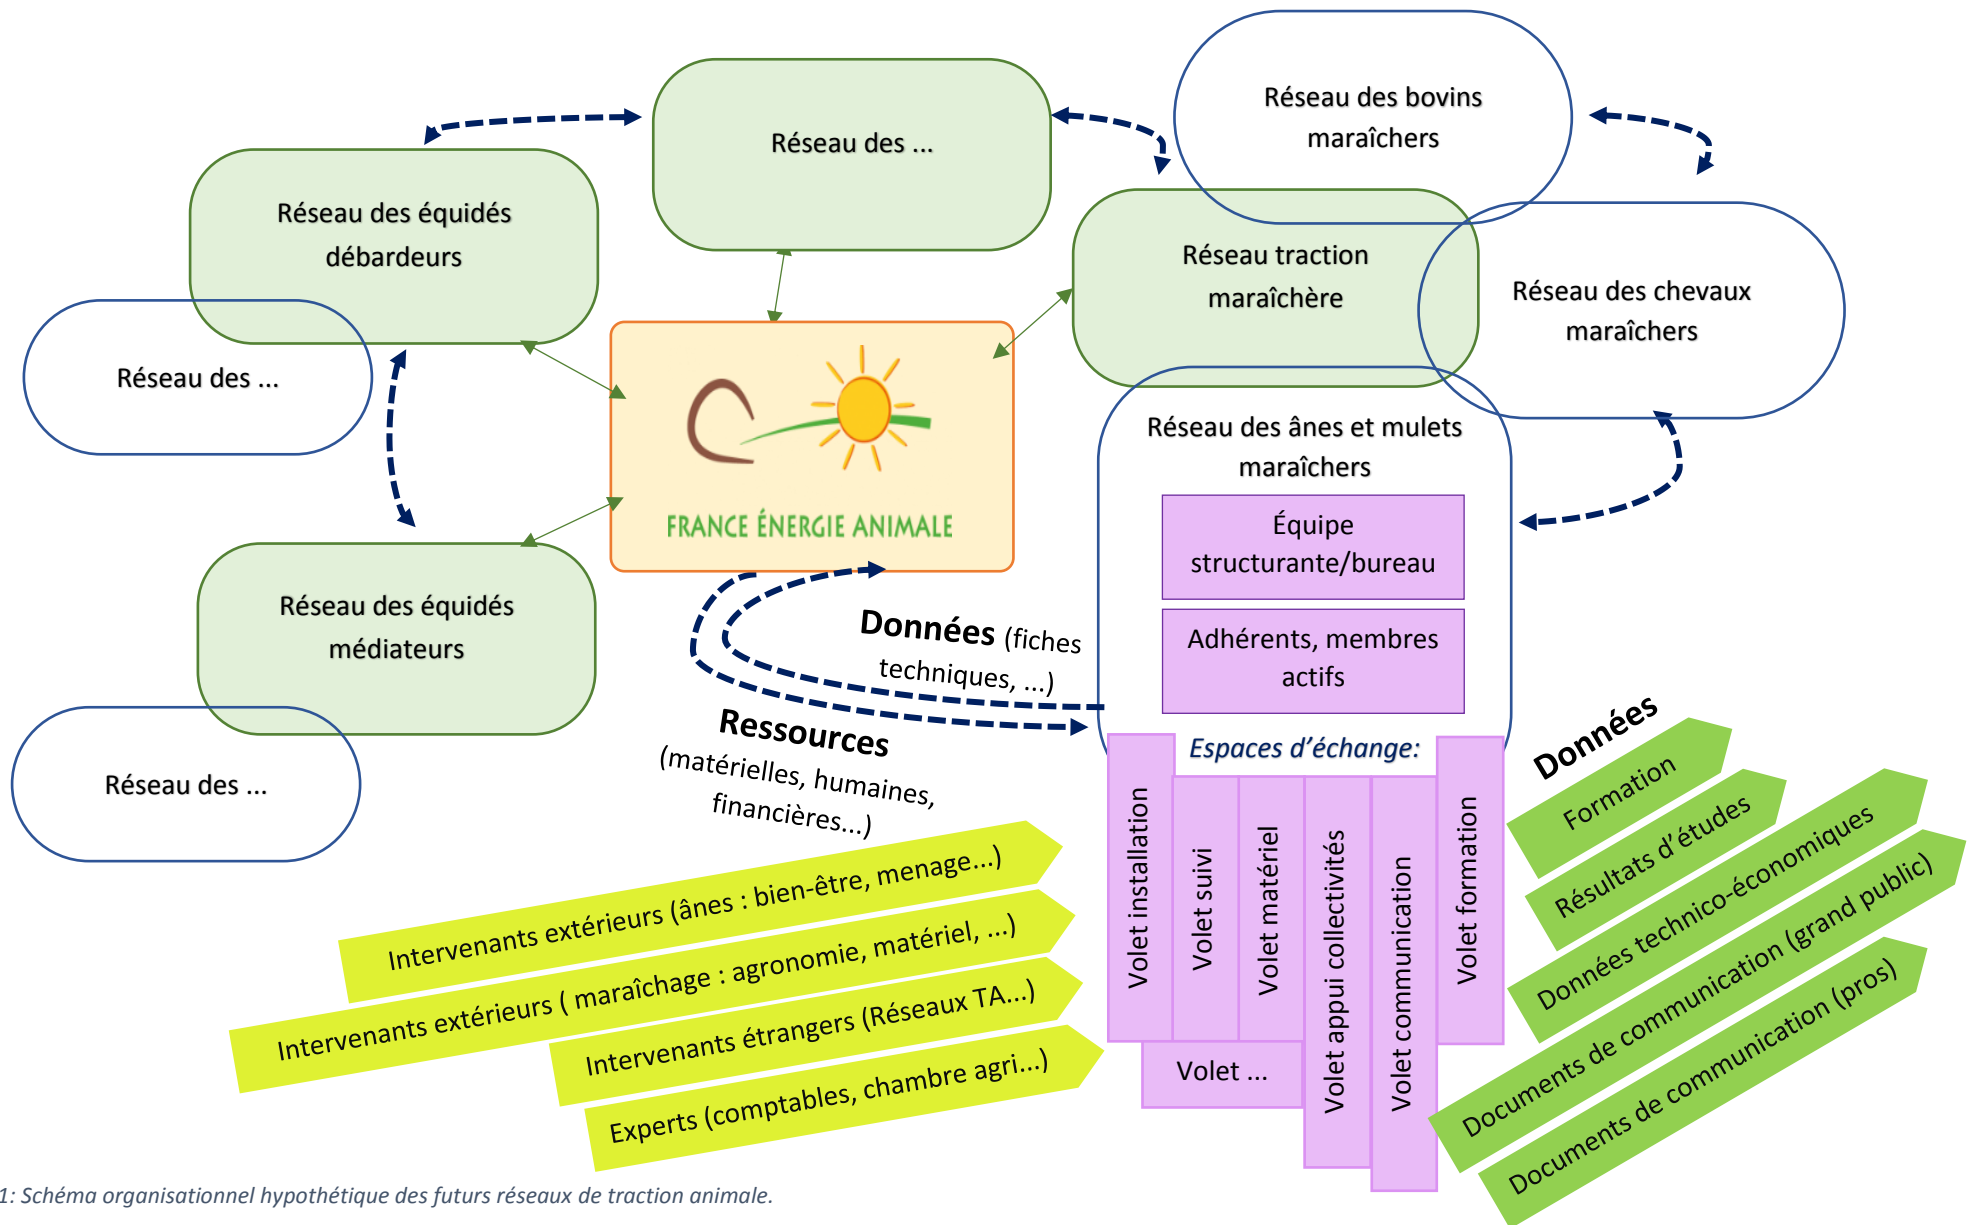 Réseau des bovins
maraîchers
Réseau des ...
Réseau des équidés
débardeurs
Réseau traction
maraîchère
Réseau des chevaux
maraîchers
Réseau des ...
Réseau des ânes et mulets
maraîchers
FRANCE ÉNERGIE ANIMALE
Équipe
structurante/bureau
Réseau des équidés
médiateurs
Adhérents, membres
actifs
Données (fiches
techniques, ...)
Ressources
(matérielles, humaines,
financières...)
Réseau des ...
Espaces d’échange:
Volet installation
Volet suivi
Volet matériel
Volet appui collectivités
Volet communication
Volet formation
Volet ...
Intervenants extérieurs (ânes : bien-être, menage...)
Intervenants extérieurs ( maraîchage : agronomie, matériel, ...)
Intervenants étrangers (Réseaux TA...)
Experts (comptables, chambre agri...)
Données
Formation
Résultats d’études
Données technico-économiques
Documents de communication (grand public)
Documents de communication (pros)
1: Schéma organisationnel hypothétique des futurs réseaux de traction animale.